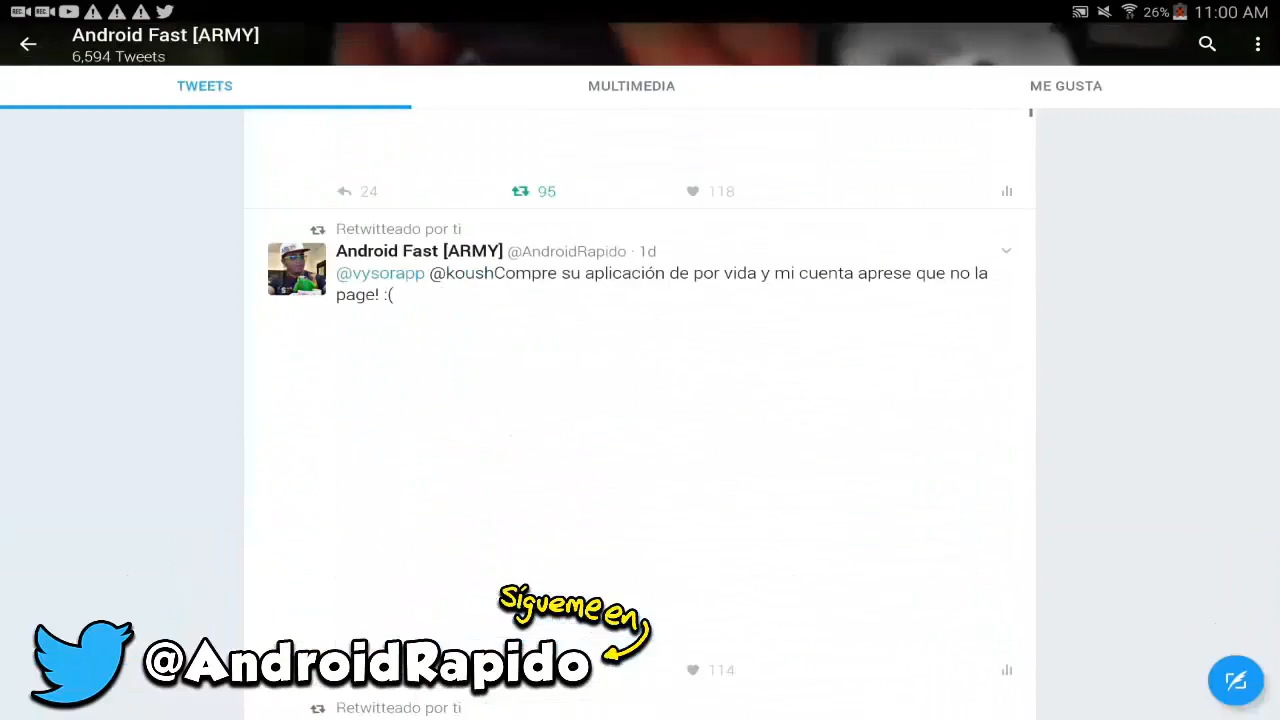 REC REC 26% 11:00 AM
Android Fast [ARMY]
6,594 Tweets
TWEETS MULTIMEDIA ME GUSTA
24 95 118
Retwitteado por ti
Android Fast [ARMY] @AndroidRapido · 1d
@vysorapp @koushCompre su aplicación de por vida y mi cuenta aprese que no la
page! :(
Sígueme en
@AndroidRapido
114
Retwitteado por ti